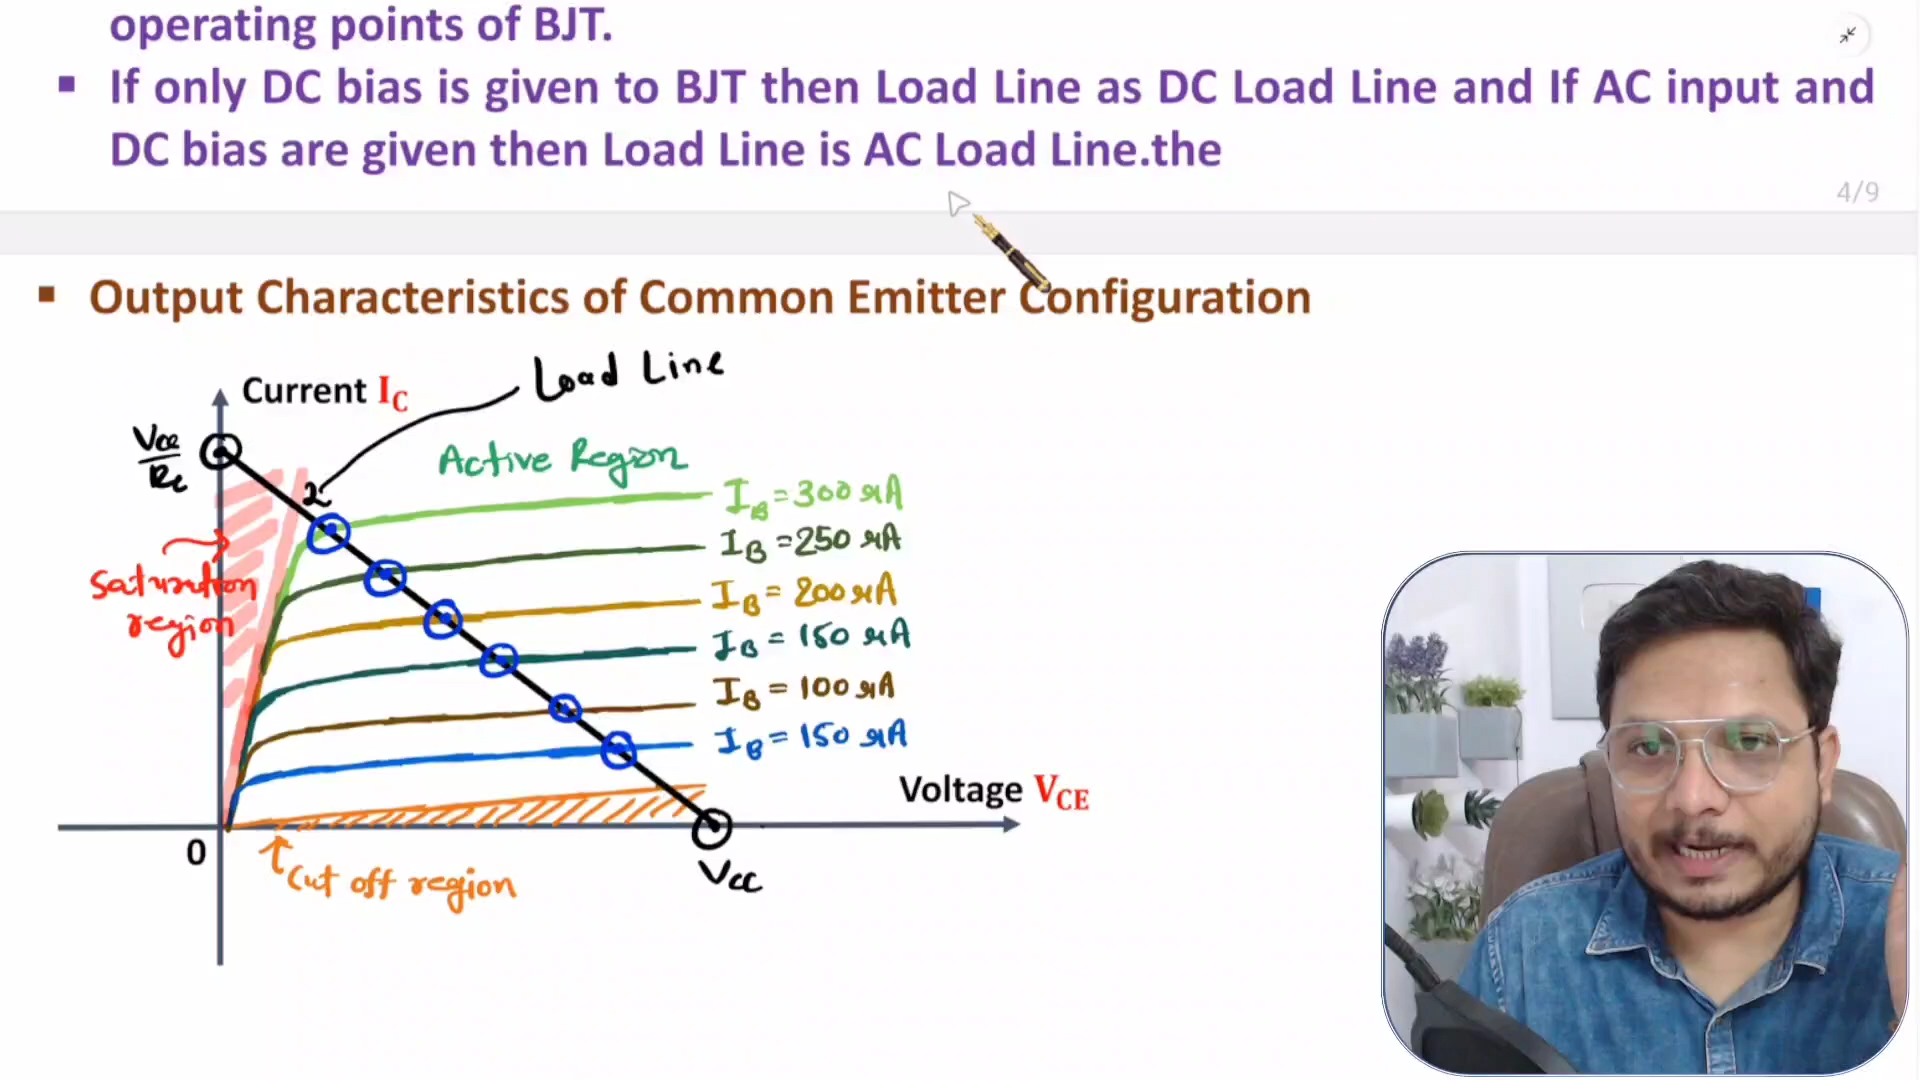 operating points of BJT.
▪ If only DC bias is given to BJT then Load Line as DC Load Line and If AC input and
DC bias are given then Load Line is AC Load Line.the
4/9
▪ Output Characteristics of Common Emitter Configuration
Load Line
Current IC
Vcc
Rc
Active Region
IB = 300 μA
IB = 250 μA
IB = 200 μA
IB = 150 μA
IB = 100 μA
IB = 150 μA
Saturation
region
Voltage VCE
0
Cut off region
Vcc